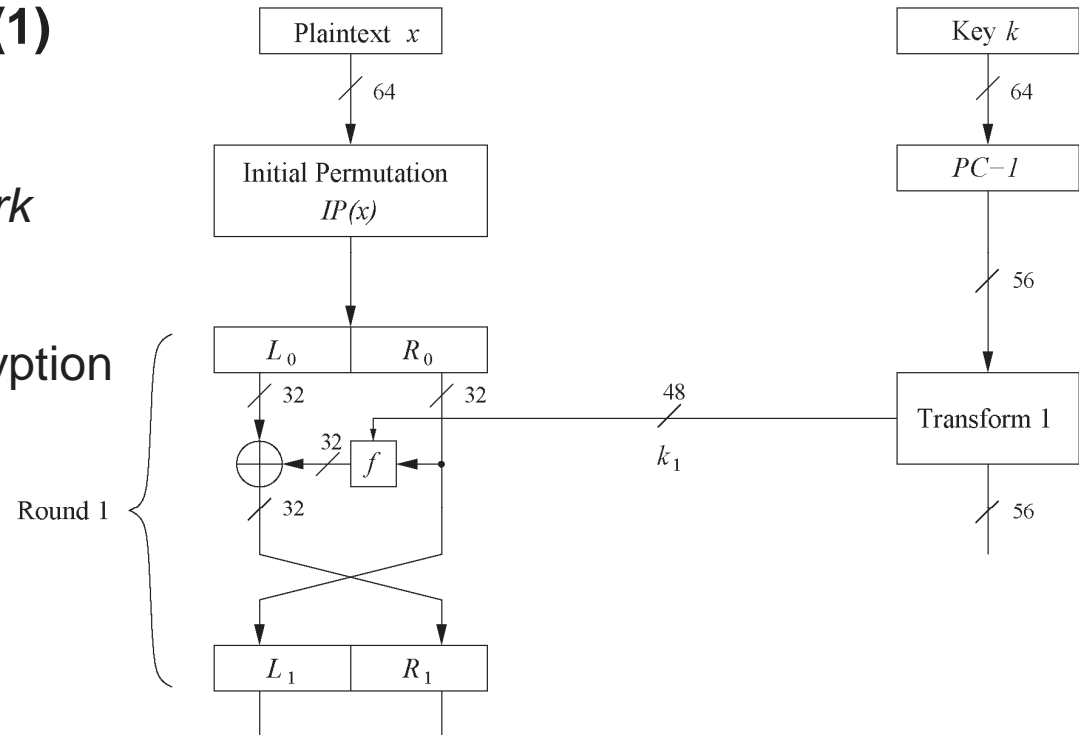 (1)
Plaintext x
Key k
64
64
Initial Permutation
IP(x)
PC−1
rk
56
yption
L0
R0
32
32
48
Transform 1
32
f
k1
32
Round 1
56
L1
R1